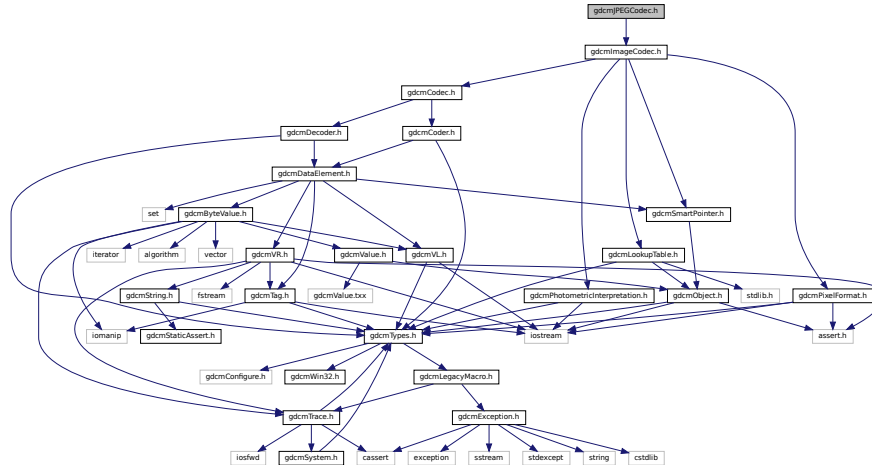 gdcmJPEGCodec.h
gdcmImageCodec.h
gdcmCodec.h
gdcmDecoder.h
gdcmCoder.h
gdcmDataElement.h
set
gdcmByteValue.h
gdcmSmartPointer.h
iterator
algorithm
vector
gdcmVR.h
gdcmValue.h
gdcmVL.h
gdcmLookupTable.h
gdcmString.h
fstream
gdcmTag.h
gdcmValue.txx
gdcmPhotometricInterpretation.h
gdcmObject.h
stdlib.h
gdcmPixelFormat.h
iomanip
gdcmStaticAssert.h
gdcmTypes.h
iostream
assert.h
gdcmConfigure.h
gdcmWin32.h
gdcmLegacyMacro.h
gdcmTrace.h
gdcmException.h
iosfwd
gdcmSystem.h
cassert
exception
sstream
stdexcept
string
cstdlib